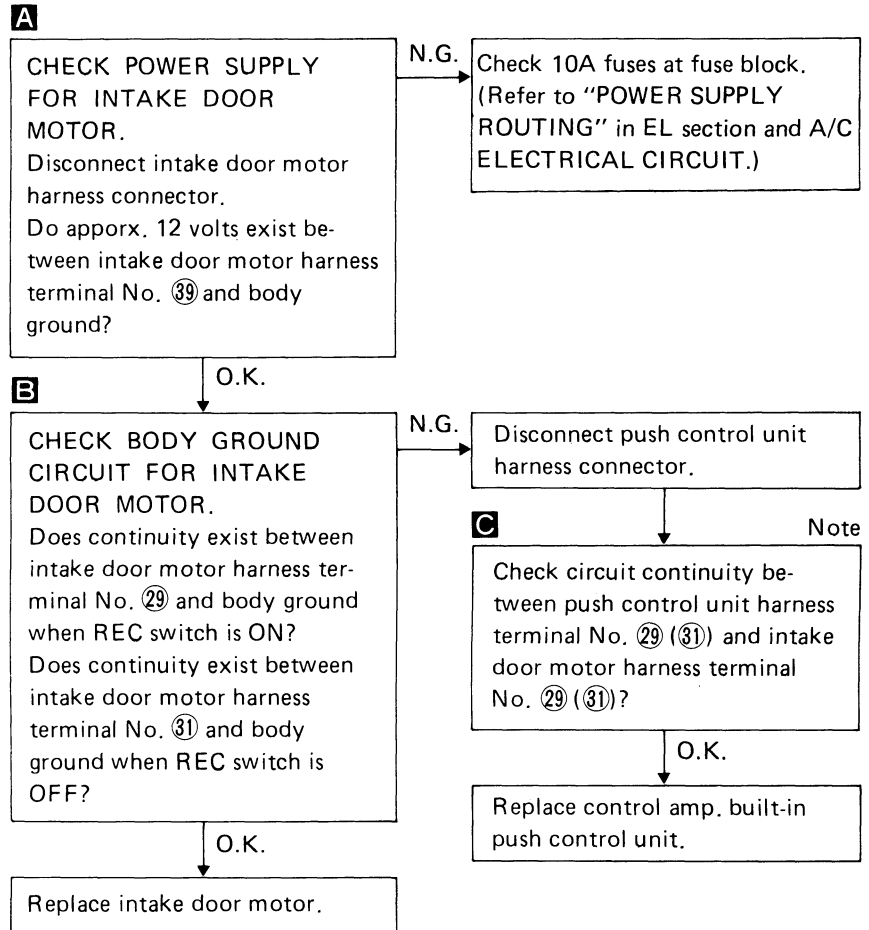 A
CHECK POWER SUPPLY
FOR INTAKE DOOR
MOTOR.
Disconnect intake door motor
harness connector.
Do apporx. 12 volts exist be-
tween intake door motor harness
terminal No. ㊴ and body
ground?
N.G.
Check 10A fuses at fuse block.
(Refer to "POWER SUPPLY
ROUTING" in EL section and A/C
ELECTRICAL CIRCUIT.)
O.K.
B
CHECK BODY GROUND
CIRCUIT FOR INTAKE
DOOR MOTOR.
Does continuity exist between
intake door motor harness ter-
minal No. ㉙ and body ground
when REC switch is ON?
Does continuity exist between
intake door motor harness
terminal No. ㉛ and body
ground when REC switch is
OFF?
N.G.
Disconnect push control unit
harness connector.
C
Note
Check circuit continuity be-
tween push control unit harness
terminal No. ㉙ (㉛) and intake
door motor harness terminal
No. ㉙ (㉛)?
O.K.
Replace control amp. built-in
push control unit.
O.K.
Replace intake door motor.